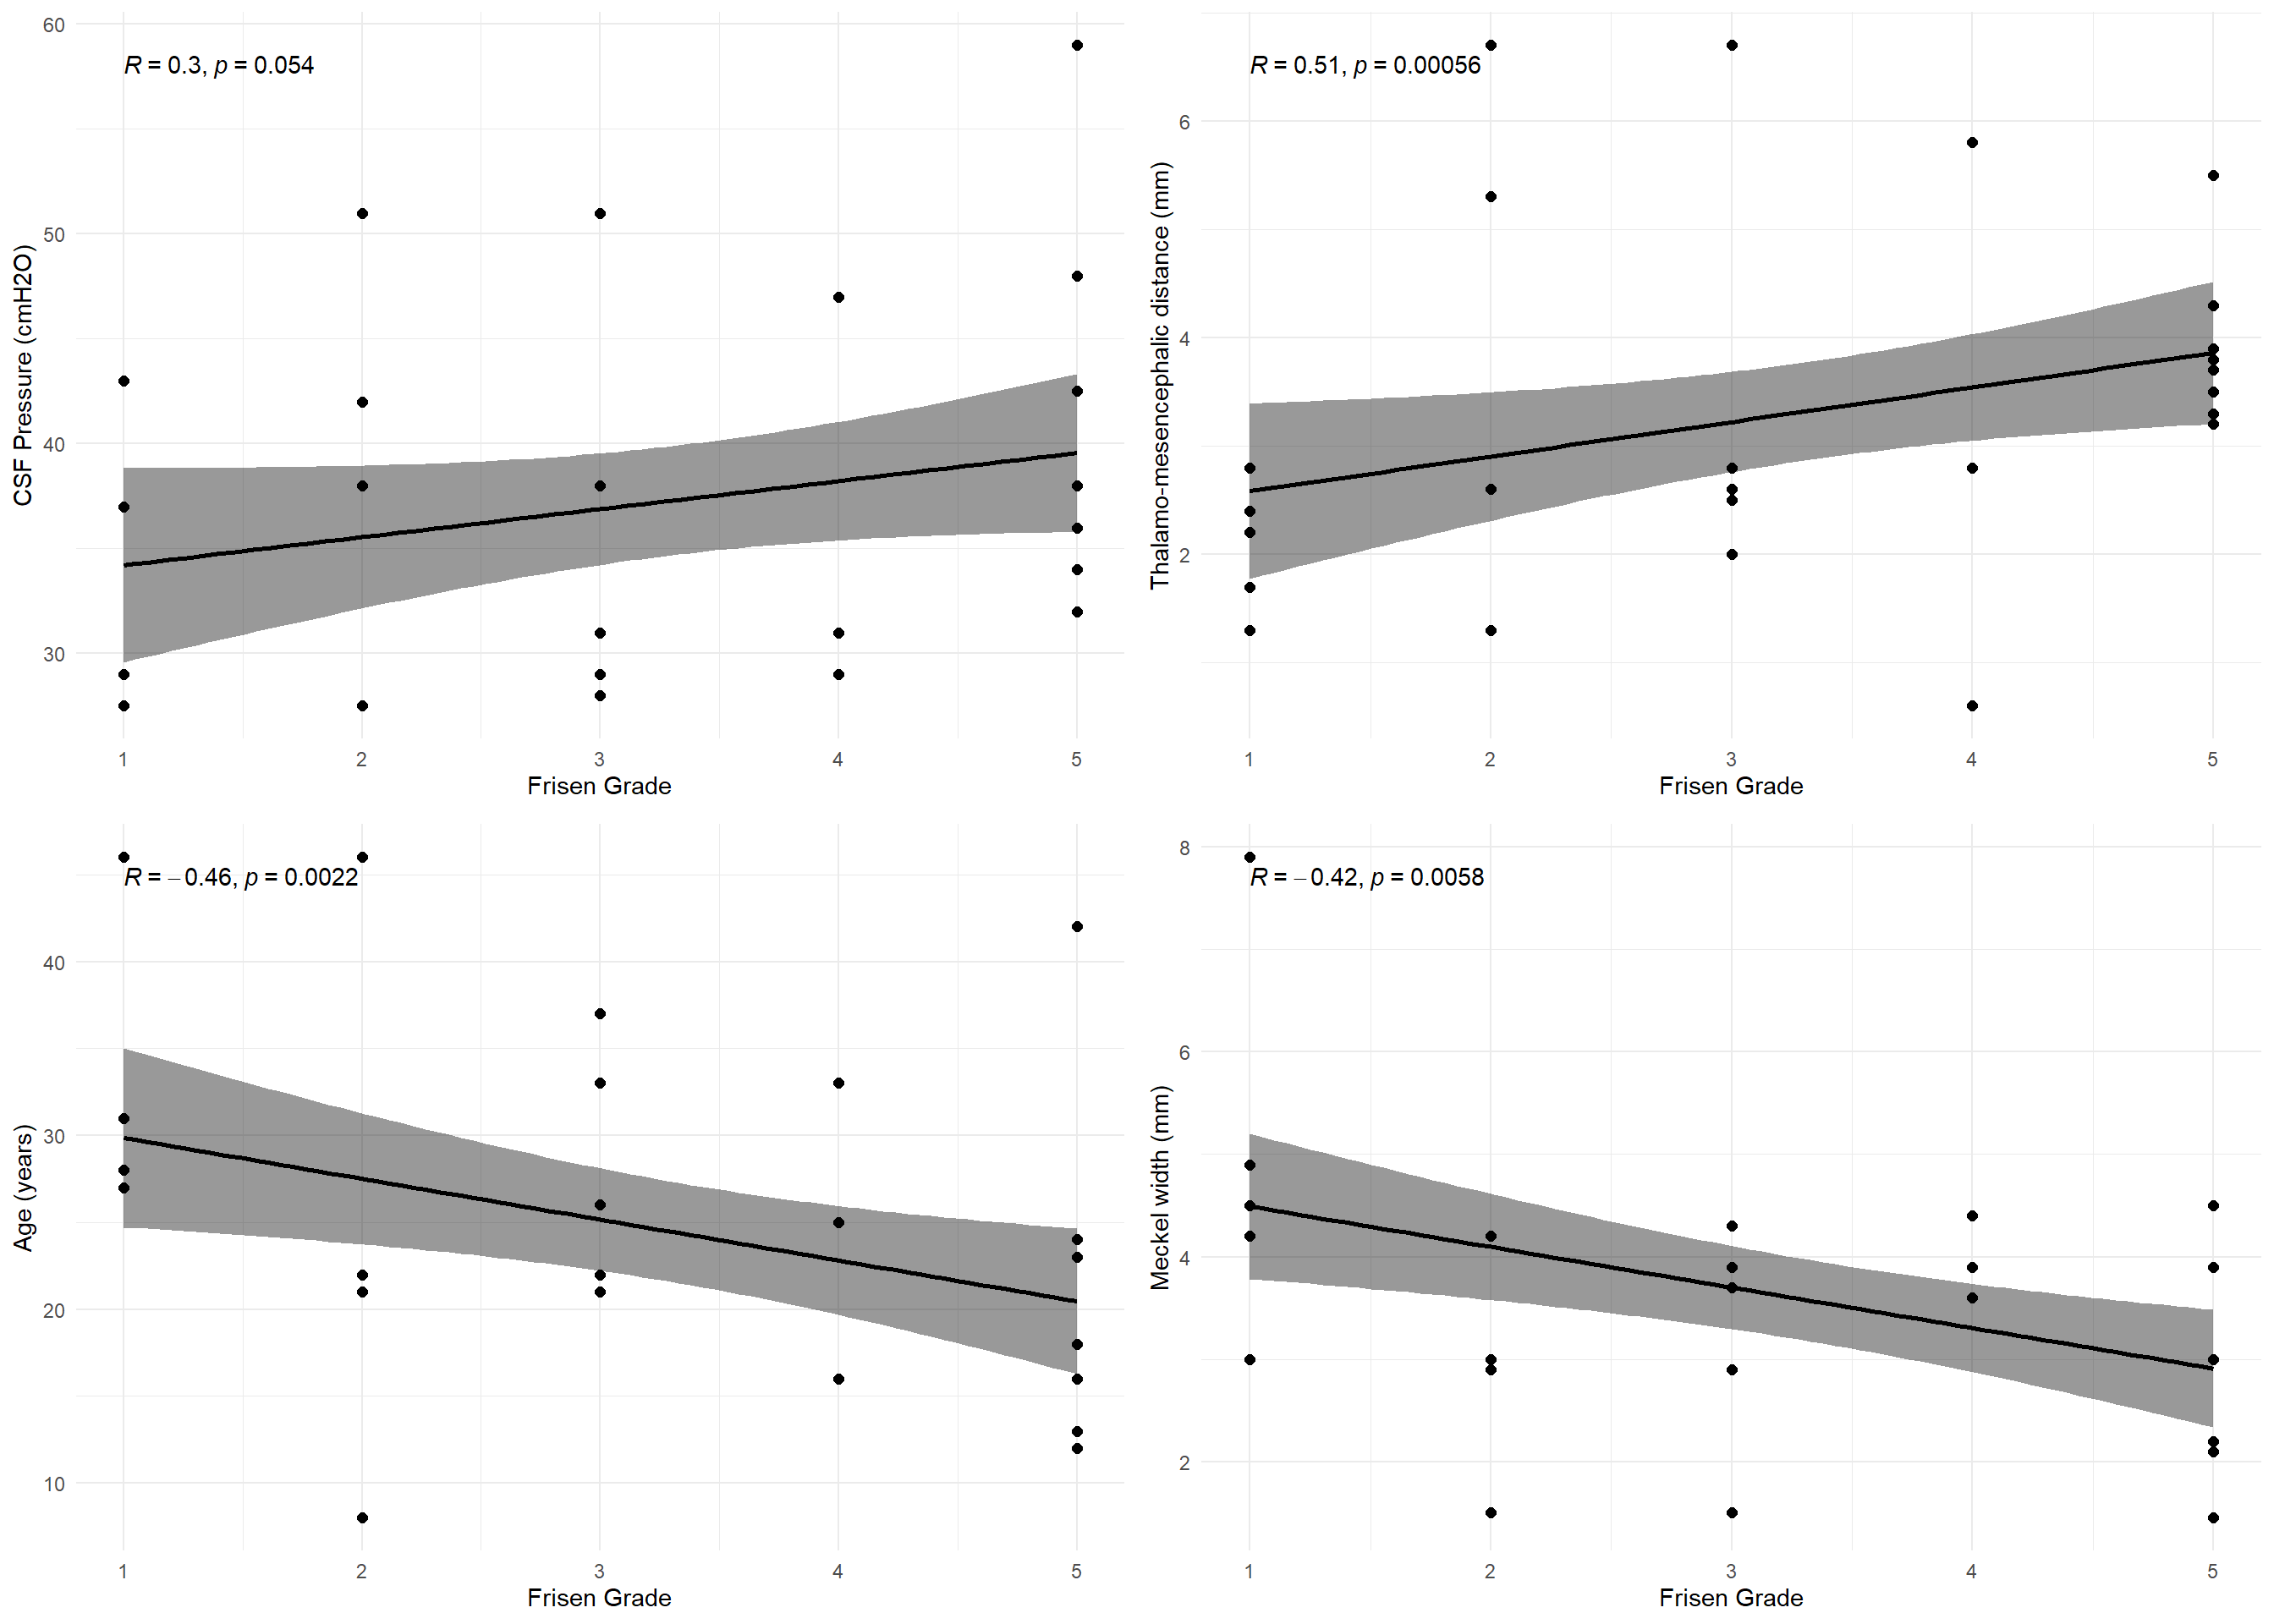 R = 0.3, p = 0.054
60
50
40
30
CSF Pressure (cmH2O)
1 2 3 4 5
Frisen Grade
R = 0.51, p = 0.00056
6
4
2
Thalamo-mesencephalic distance (mm)
1 2 3 4 5
Frisen Grade
R = −0.46, p = 0.0022
40
30
20
10
Age (years)
1 2 3 4 5
Frisen Grade
R = −0.42, p = 0.0058
8
6
4
2
Meckel width (mm)
1 2 3 4 5
Frisen Grade